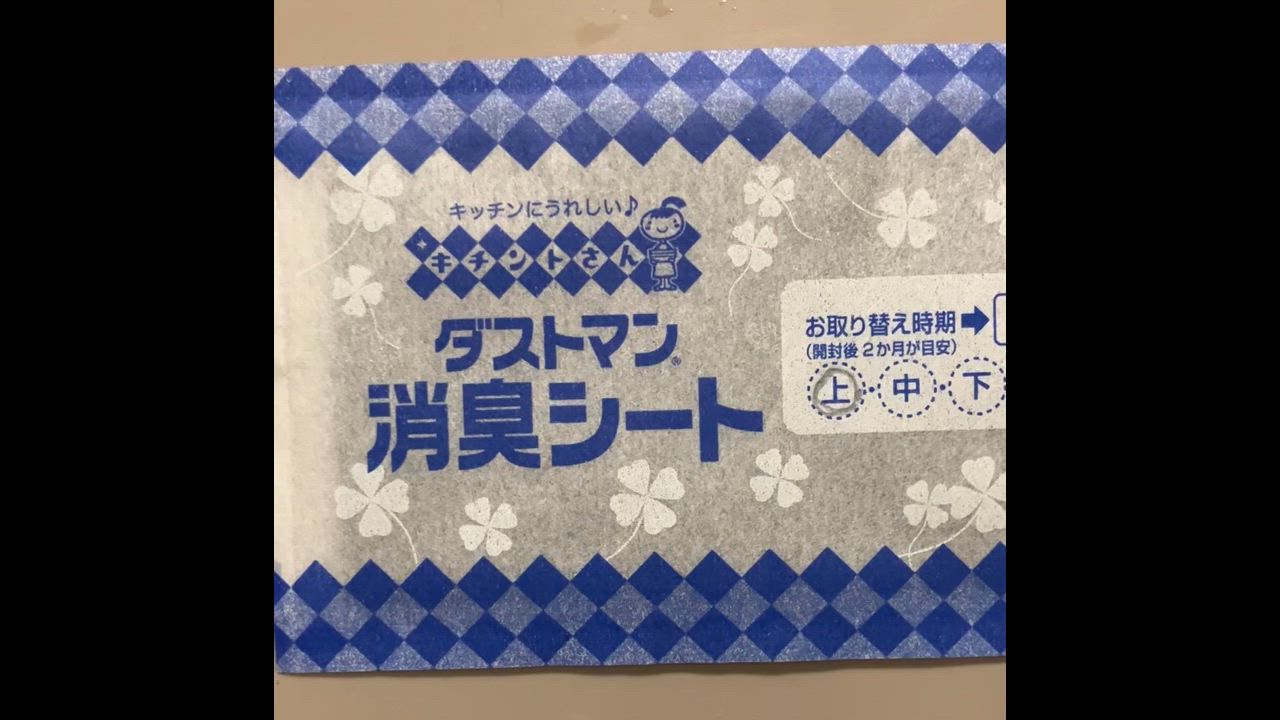 キッチンにうれしい♪
キチントさん
ダストマン®
消臭シート
お取り替え時期➡
(開封後2か月が目安)
上・中・下